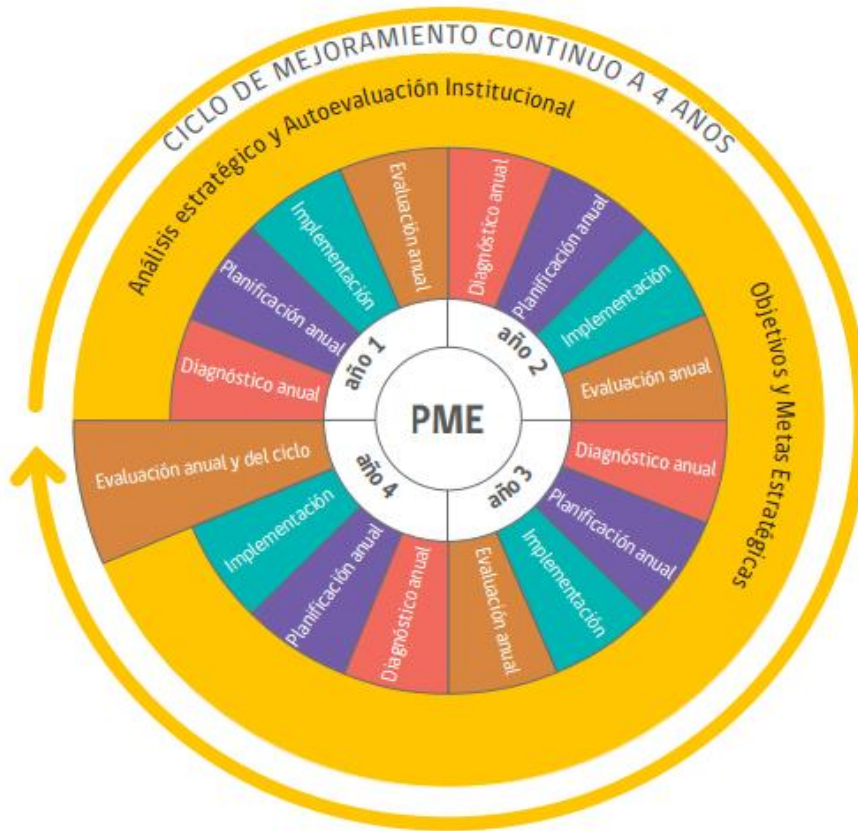 CICLO DE MEJORAMIENTO CONTINUO A 4 AÑOS
Análisis estratégico y Autoevaluación Institucional
Objetivos y Metas Estratégicas
PME
año 1
Diagnóstico anual
Planificación anual
Implementación
Evaluación anual
año 2
Diagnóstico anual
Planificación anual
Implementación
Evaluación anual
año 3
Diagnóstico anual
Planificación anual
Implementación
Evaluación anual
año 4
Diagnóstico anual
Planificación anual
Implementación
Evaluación anual y del ciclo